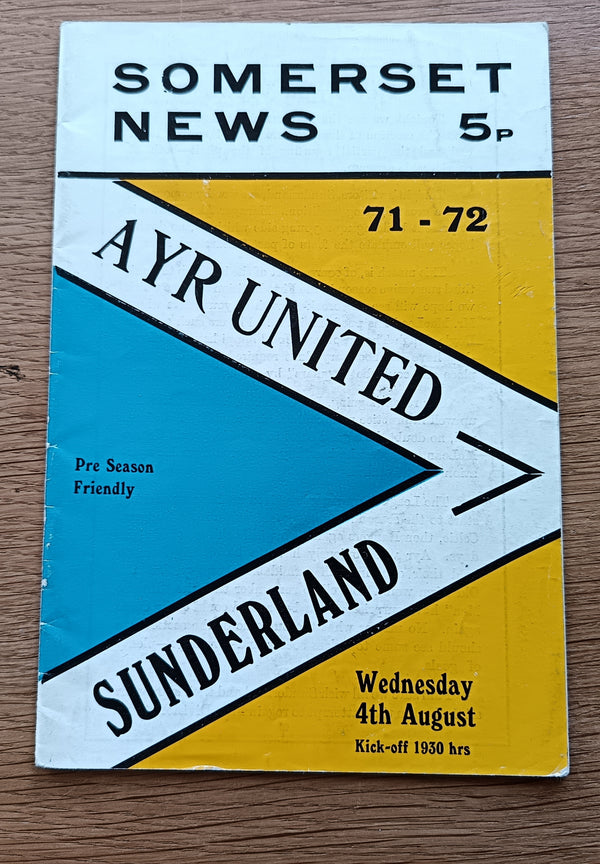 SOMERSET
NEWS 5P
71 - 72
AYR UNITED
Pre Season
Friendly
SUNDERLAND
Wednesday
4th August
Kick-off 1930 hrs